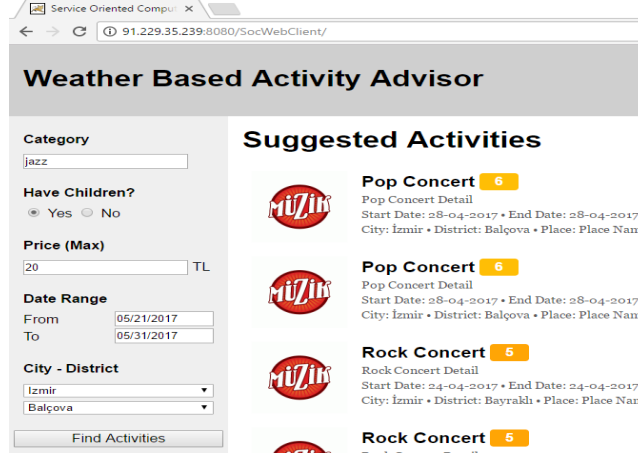 Service Oriented Comput
91.229.35.239:8080/SocWebClient/
Weather Based Activity Advisor
Category
jazz
Have Children?
Yes No
Price (Max)
20 TL
Date Range
From 05/21/2017
To 05/31/2017
City - District
Izmir
Balçova
Find Activities
Suggested Activities
MÜZİK
Pop Concert 6
Pop Concert Detail
Start Date: 28-04-2017 • End Date: 28-04-2017
City: İzmir • District: Balçova • Place: Place Nam
MÜZİK
Pop Concert 6
Pop Concert Detail
Start Date: 28-04-2017 • End Date: 28-04-2017
City: İzmir • District: Balçova • Place: Place Nam
MÜZİK
Rock Concert 5
Rock Concert Detail
Start Date: 24-04-2017 • End Date: 24-04-2017
City: İzmir • District: Bayraklı • Place: Place Nar
Rock Concert 5